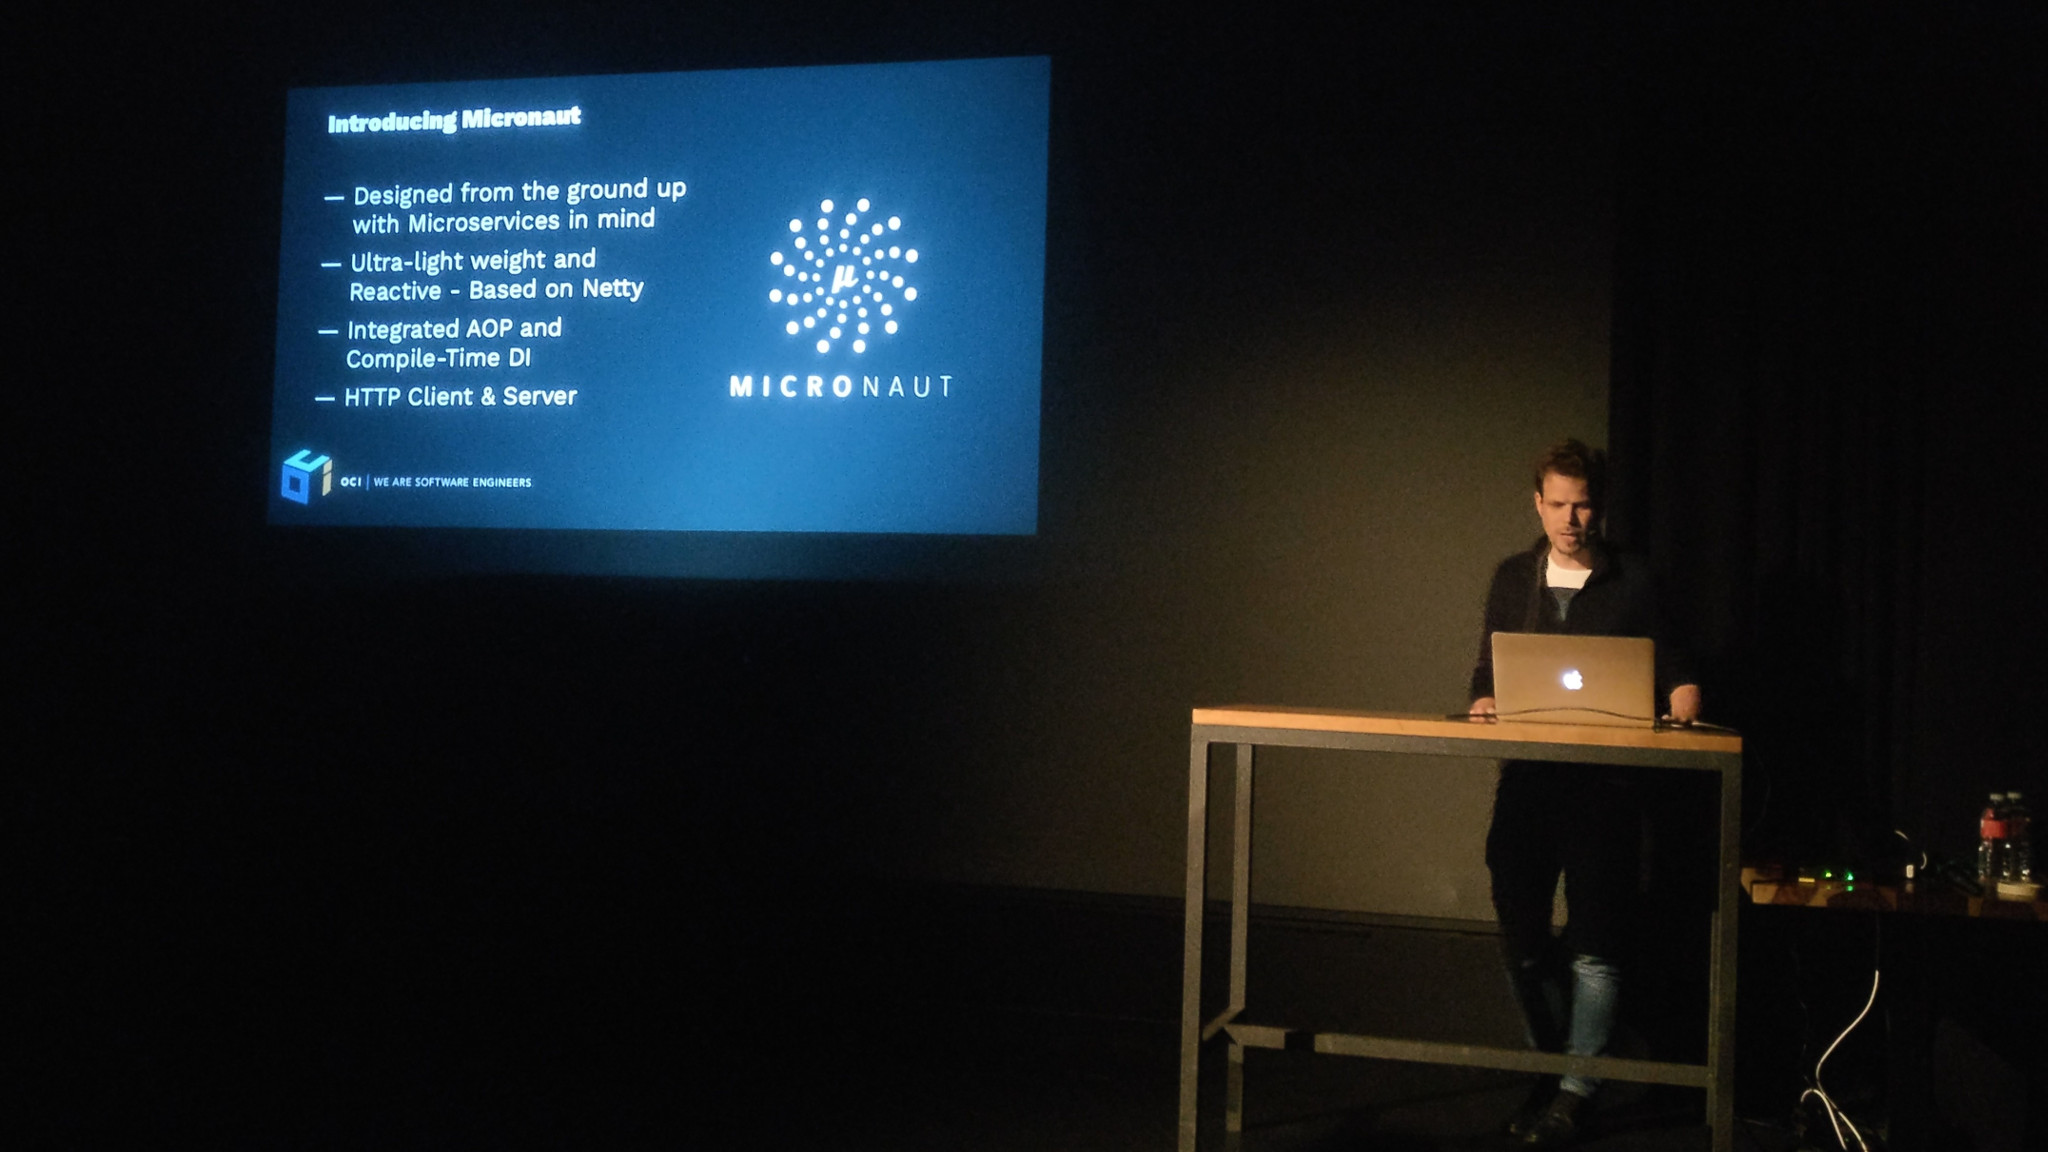 Introducing Micronaut
— Designed from the ground up
with Microservices in mind
— Ultra-light weight and
Reactive - Based on Netty
— Integrated AOP and
Compile-Time DI
— HTTP Client & Server
μ
MICRONAUT
OCI | WE ARE SOFTWARE ENGINEERS